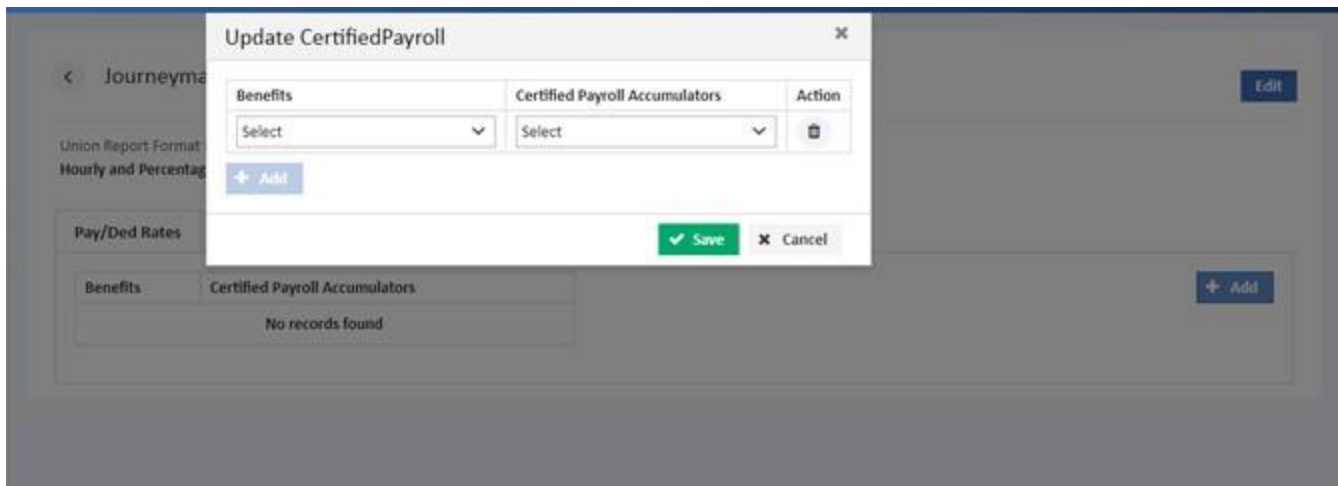 Update CertifiedPayroll
Journeyma
Edit
Benefits Certified Payroll Accumulators Action
Select Select
Union Report Format
Hourly and Percentag
+ Add
Pay/Ded Rates
Save Cancel
Benefits Certified Payroll Accumulators
+ Add
No records found